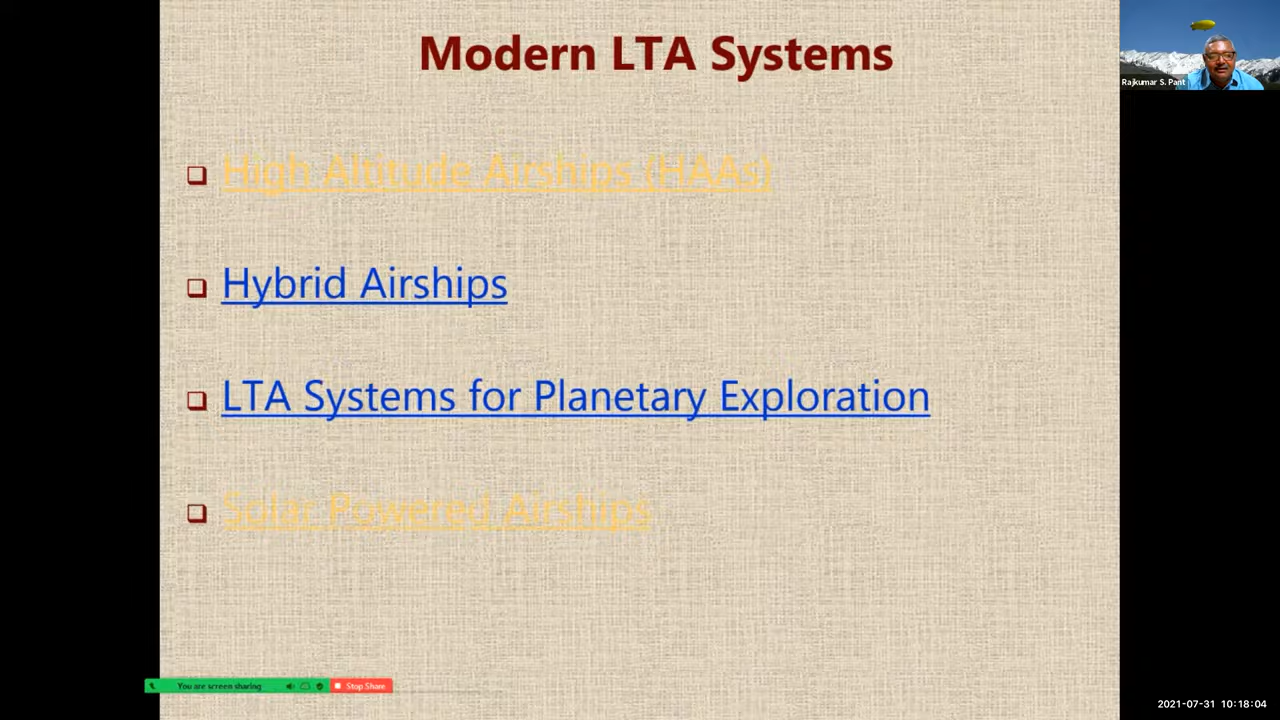 Modern LTA Systems
Rajkumar S. Pant
High Altitude Airships (HAAs)
Hybrid Airships
LTA Systems for Planetary Exploration
Solar Powered Airships
You are screen sharing
Stop Share
2021-07-31 10:18:04